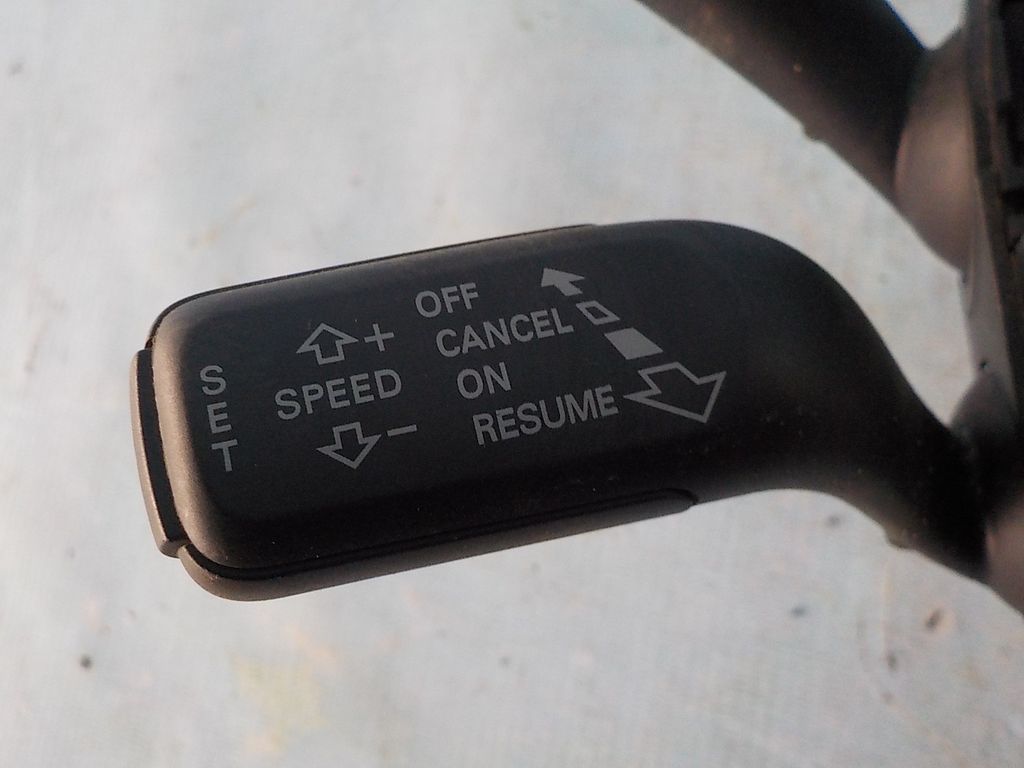 SET
+
SPEED
−
OFF
CANCEL
ON
RESUME